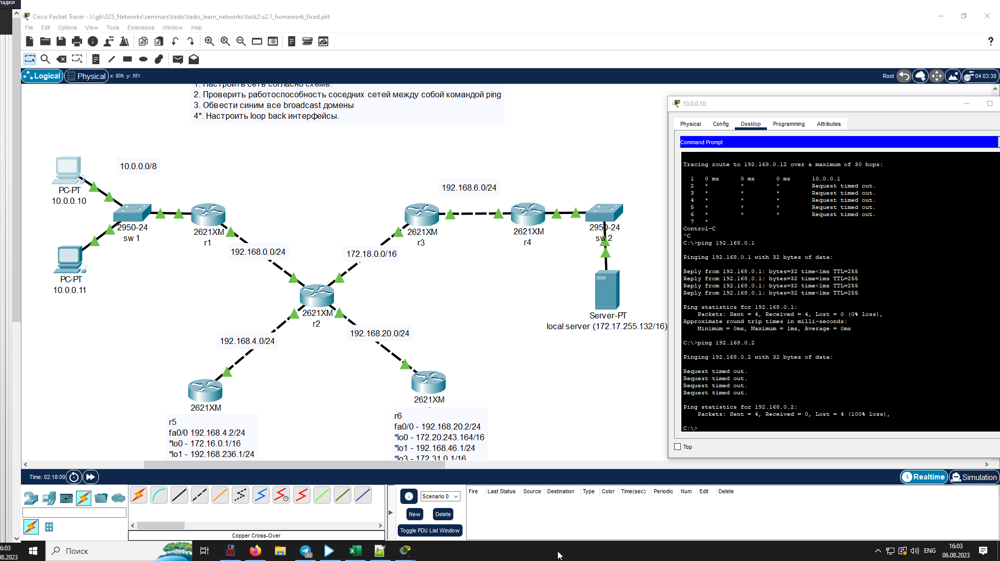 Cisco Packet Tracer - I:\gb\025_Networks\seminars\tasks\tasks_learn_networks\task2\s2.1_homework_fixed.pkt
File Edit Options View Tools Extensions Window Help
Logical Physical x: 809, y: 551
Root 04:03:30
1. Настроить сеть согласно схеме.
2. Проверить работоспособность соседних сетей между собой командой ping
3. Обвести синим все broadcast домены
4*. Настроить loop back интерфейсы.
10.0.0.0/8
PC-PT
10.0.0.10
2950-24
sw 1
PC-PT
10.0.0.11
2621XM
r1
192.168.0.0/24
172.18.0.0/16
2621XM
r3
192.168.6.0/24
2621XM
r4
2950-24
sw 2
Server-PT
local server (172.17.255.132/16)
2621XM
r2
192.168.4.0/24
192.168.20.0/24
2621XM
r5
fa0/0 192.168.4.2/24
*lo0 - 172.16.0.1/16
*lo1 - 192.168.236.1/24
2621XM
r6
fa0/0 - 192.168.20.2/24
*lo0 - 172.20.243.164/16
*lo1 - 192.168.46.1/24
*lo3 - 172.31.0.1/16
10.0.0.10
Physical Config Desktop Programming Attributes
Command Prompt
Tracing route to 192.168.0.12 over a maximum of 30 hops:
1 0 ms 0 ms 0 ms 10.0.0.1
2 * * * Request timed out.
3 * * * Request timed out.
4 * * * Request timed out.
5 * * * Request timed out.
6 * * * Request timed out.
7 *
Control-C
^C
C:\>ping 192.168.0.1
Pinging 192.168.0.1 with 32 bytes of data:
Reply from 192.168.0.1: bytes=32 time<1ms TTL=255
Reply from 192.168.0.1: bytes=32 time=1ms TTL=255
Reply from 192.168.0.1: bytes=32 time<1ms TTL=255
Reply from 192.168.0.1: bytes=32 time<1ms TTL=255
Ping statistics for 192.168.0.1:
Packets: Sent = 4, Received = 4, Lost = 0 (0% loss),
Approximate round trip times in milli-seconds:
Minimum = 0ms, Maximum = 1ms, Average = 0ms
C:\>ping 192.168.0.2
Pinging 192.168.0.2 with 32 bytes of data:
Request timed out.
Request timed out.
Request timed out.
Request timed out.
Ping statistics for 192.168.0.2:
Packets: Sent = 4, Received = 0, Lost = 4 (100% loss),
C:\>
Top
Time: 02:18:00
Realtime Simulation
Scenario 0
New Delete
Toggle PDU List Window
Fire Last Status Source Destination Type Color Time(sec) Periodic Num Edit Delete
Copper Cross-Over
Поиск
91
ENG
16:03
06.08.2023